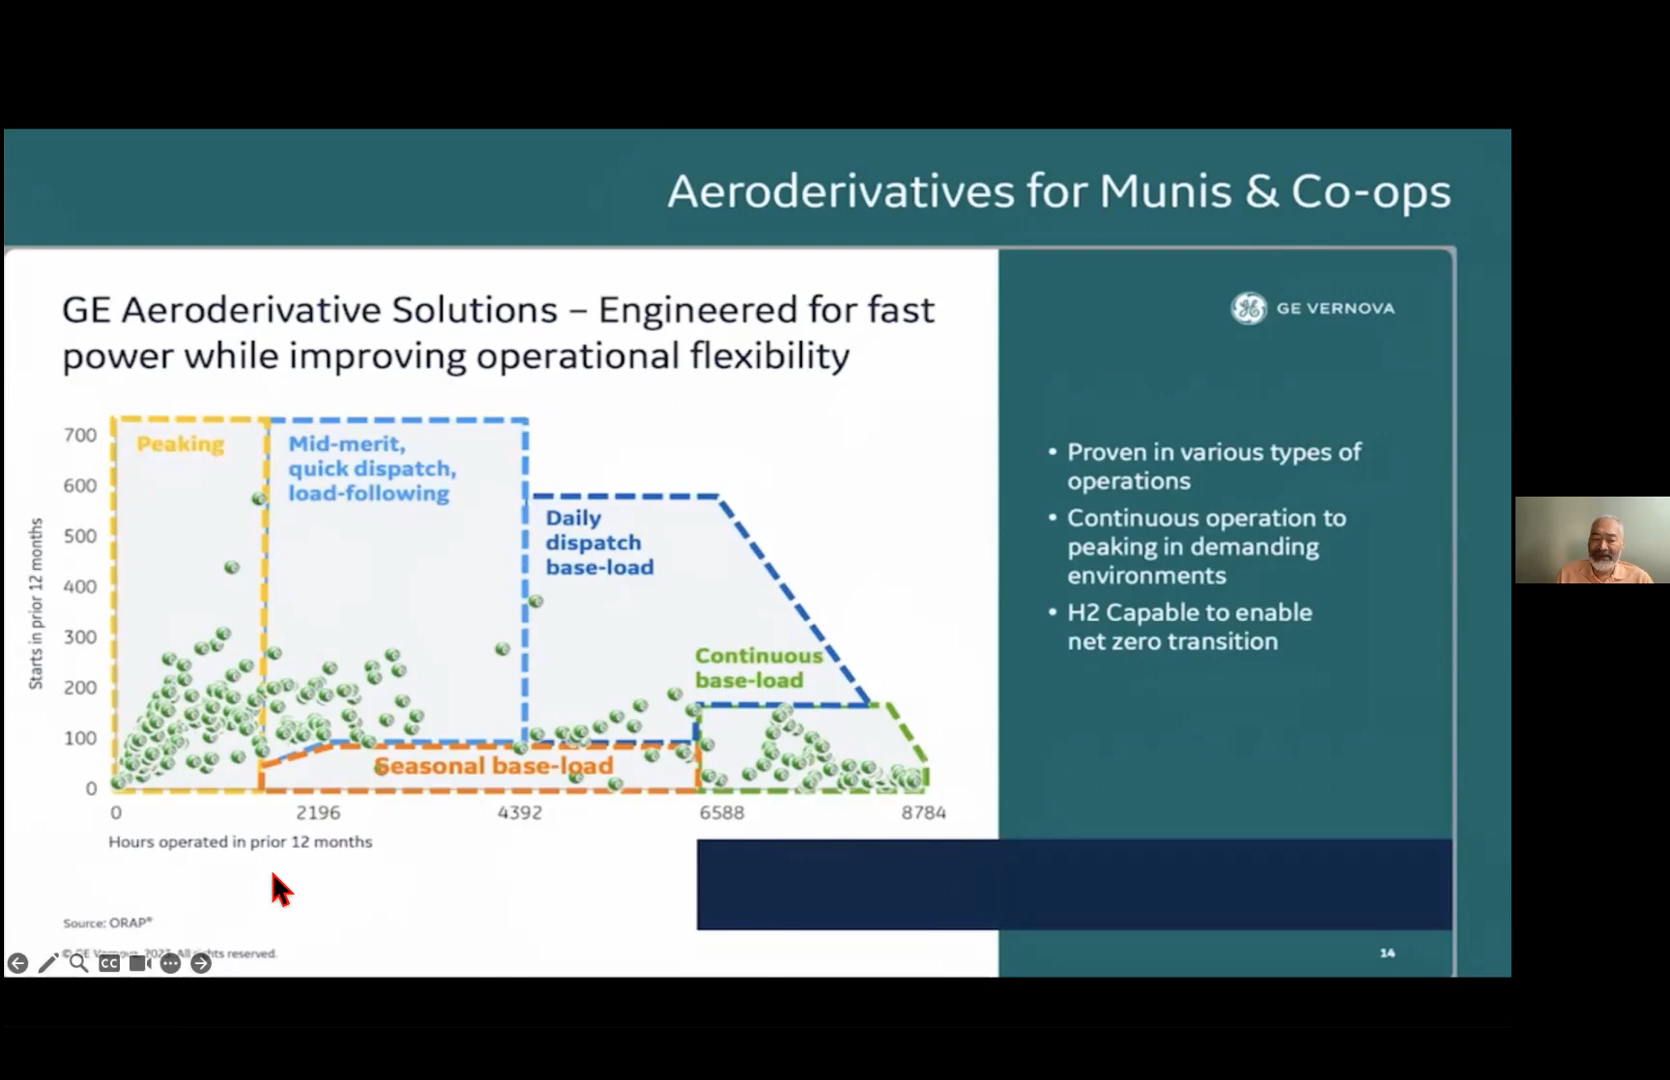 Aeroderivatives for Munis & Co-ops
GE Aeroderivative Solutions – Engineered for fast
power while improving operational flexibility
GE VERNOVA
Starts in prior 12 months
700
600
500
400
300
200
100
0
Peaking
Mid-merit,
quick dispatch,
load-following
Daily
dispatch
base-load
Continuous
base-load
Seasonal base-load
0
2196
4392
6588
8784
Hours operated in prior 12 months
• Proven in various types of
operations
• Continuous operation to
peaking in demanding
environments
• H2 Capable to enable
net zero transition
Source: ORAP®
© GE Vernova, All rights reserved.
CC
14